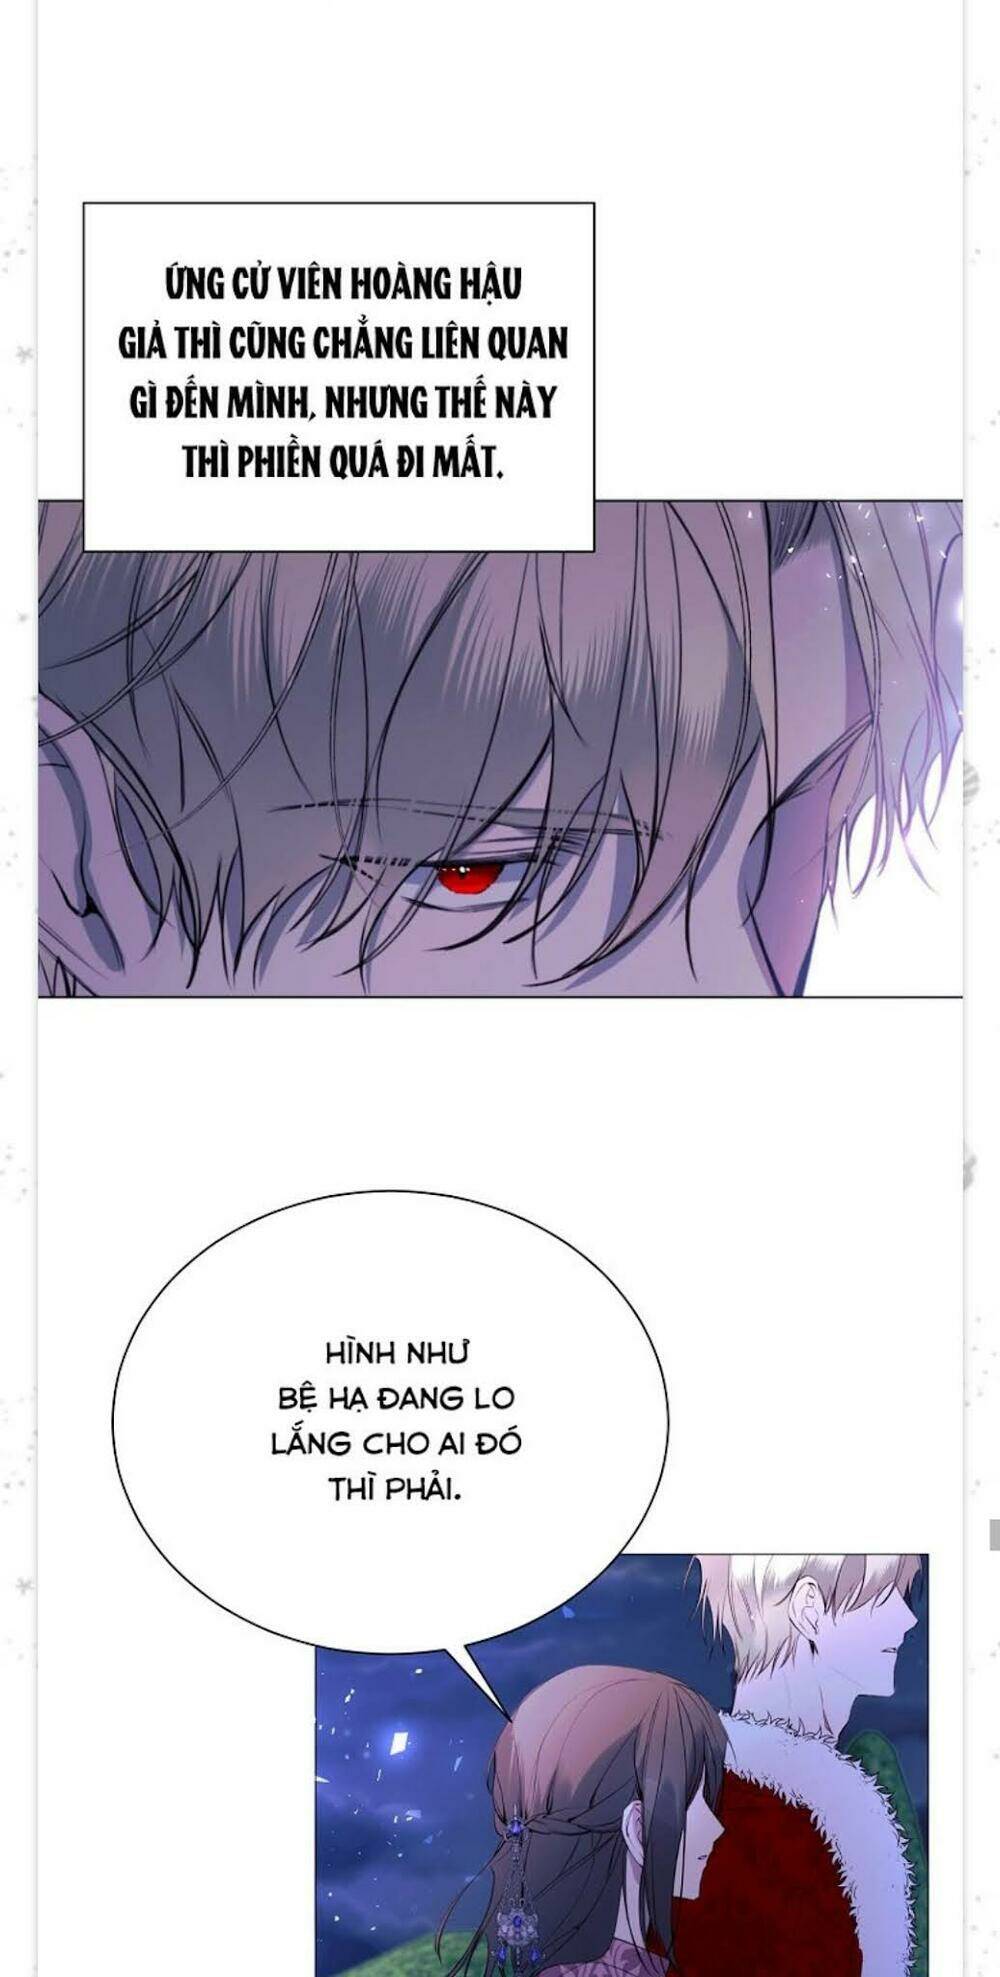 ỨNG CỬ VIÊN HOÀNG HẬU
GIẢ THÌ CŨNG CHẲNG LIÊN QUAN
GÌ ĐẾN MÌNH, NHƯNG THẾ NÀY
THÌ PHIỀN QUÁ ĐI MẤT.
HÌNH NHƯ
BỆ HẠ ĐANG LO
LẮNG CHO AI ĐÓ
THÌ PHẢI.